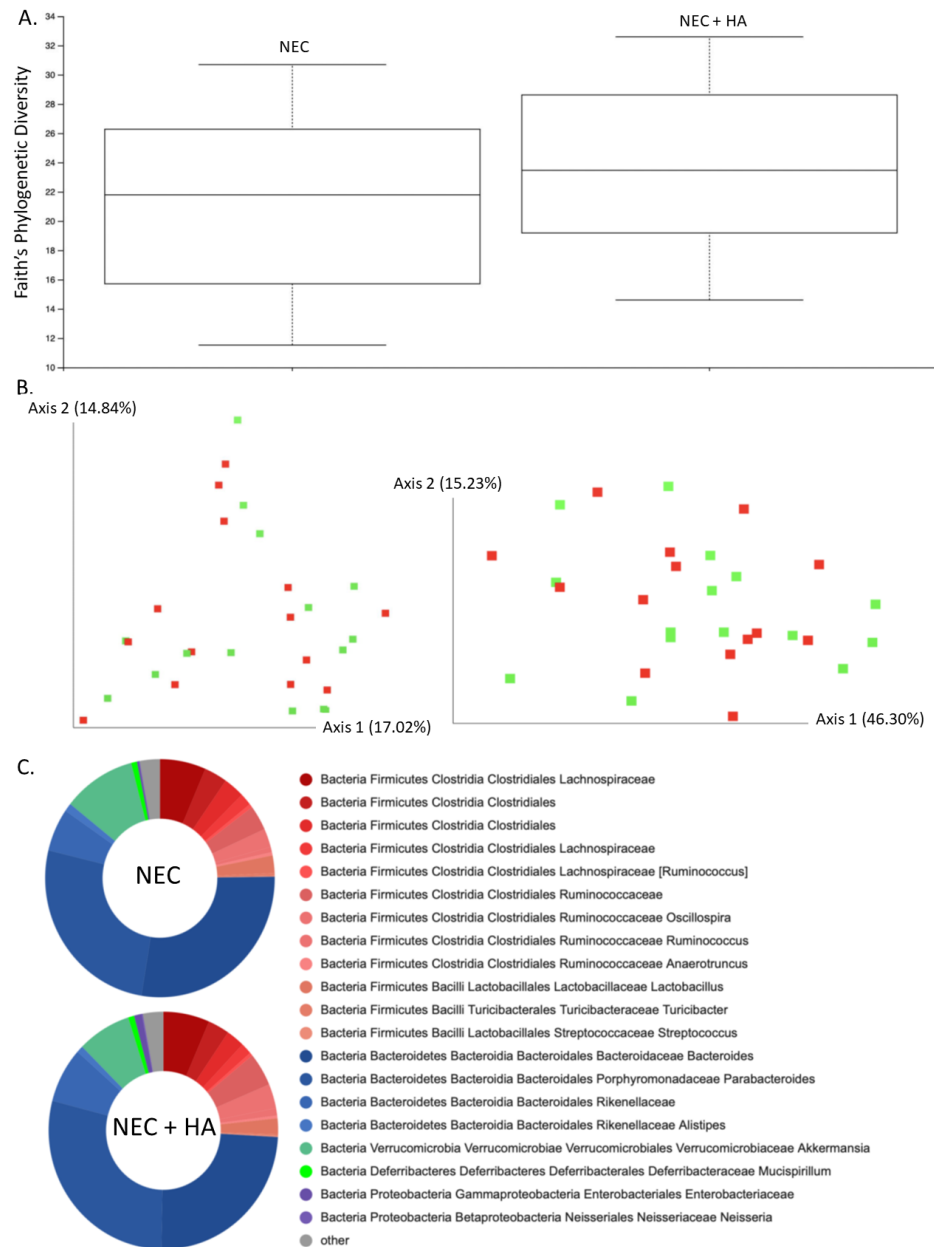 A.
34
32
30
28
26
24
22
20
18
16
14
12
10
Faith's Phylogenetic Diversity
NEC
NEC + HA
B.
Axis 2 (14.84%)
Axis 1 (17.02%)
Axis 2 (15.23%)
Axis 1 (46.30%)
C.
NEC
NEC + HA
Bacteria Firmicutes Clostridia Clostridiales Lachnospiraceae
Bacteria Firmicutes Clostridia Clostridiales
Bacteria Firmicutes Clostridia Clostridiales
Bacteria Firmicutes Clostridia Clostridiales Lachnospiraceae
Bacteria Firmicutes Clostridia Clostridiales Lachnospiraceae [Ruminococcus]
Bacteria Firmicutes Clostridia Clostridiales Ruminococcaceae
Bacteria Firmicutes Clostridia Clostridiales Ruminococcaceae Oscillospira
Bacteria Firmicutes Clostridia Clostridiales Ruminococcaceae Ruminococcus
Bacteria Firmicutes Clostridia Clostridiales Ruminococcaceae Anaerotruncus
Bacteria Firmicutes Bacilli Lactobacillales Lactobacillaceae Lactobacillus
Bacteria Firmicutes Bacilli Turicibacterales Turicibacteraceae Turicibacter
Bacteria Firmicutes Bacilli Lactobacillales Streptococcaceae Streptococcus
Bacteria Bacteroidetes Bacteroidia Bacteroidales Bacteroidaceae Bacteroides
Bacteria Bacteroidetes Bacteroidia Bacteroidales Porphyromonadaceae Parabacteroides
Bacteria Bacteroidetes Bacteroidia Bacteroidales Rikenellaceae
Bacteria Bacteroidetes Bacteroidia Bacteroidales Rikenellaceae Alistipes
Bacteria Verrucomicrobia Verrucomicrobiae Verrucomicrobiales Verrucomicrobiaceae Akkermansia
Bacteria Deferribacteres Deferribacteres Deferribacterales Deferribacteraceae Mucispirillum
Bacteria Proteobacteria Gammaproteobacteria Enterobacteriales Enterobacteriaceae
Bacteria Proteobacteria Betaproteobacteria Neisseriales Neisseriaceae Neisseria
other